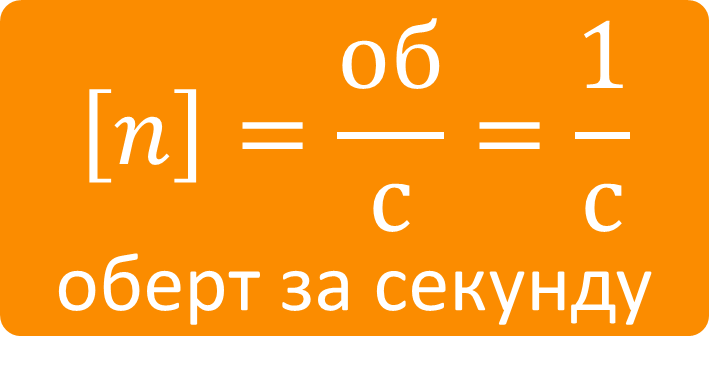 [n] = об/с = 1/с
оберт за секунду